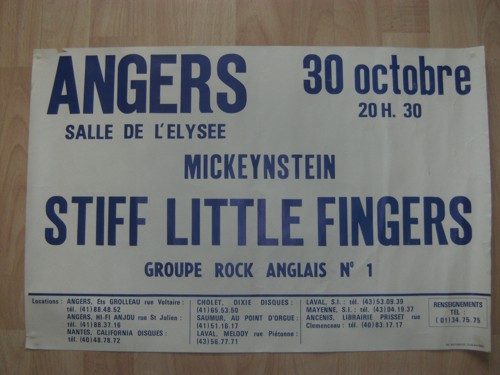 ANGERS
30 octobre
20 H. 30
SALLE DE L'ELYSEE
MICKEYNSTEIN
STIFF LITTLE FINGERS
GROUPE ROCK ANGLAIS N° 1
Locations : ANGERS, Ets GROLLEAU rue Voltaire :
tél. (41) 88.48.52
ANGERS, HI-FI ANJOU rue St Julien :
tél. (41) 88.37.16
NANTES, CALIFORNIA DISQUES :
tél. (40) 48.78.72
CHOLET, DIXIE DISQUES :
(41) 65.53.50
SAUMUR, AU POINT D'ORGUE :
(41) 51.16.17
LAVAL, MELODY rue Piétonne :
(43) 56.77.71
LAVAL, S.I. : tél. (43) 53.09.39
MAYENNE, S.I. : tél. (43) 04.19.37
ANCENIS, LIBRAIRIE PRISSET rue
Clemenceau : tél. (40) 83.17.17
RENSEIGNEMENTS
TEL :
(01) 34.75.75